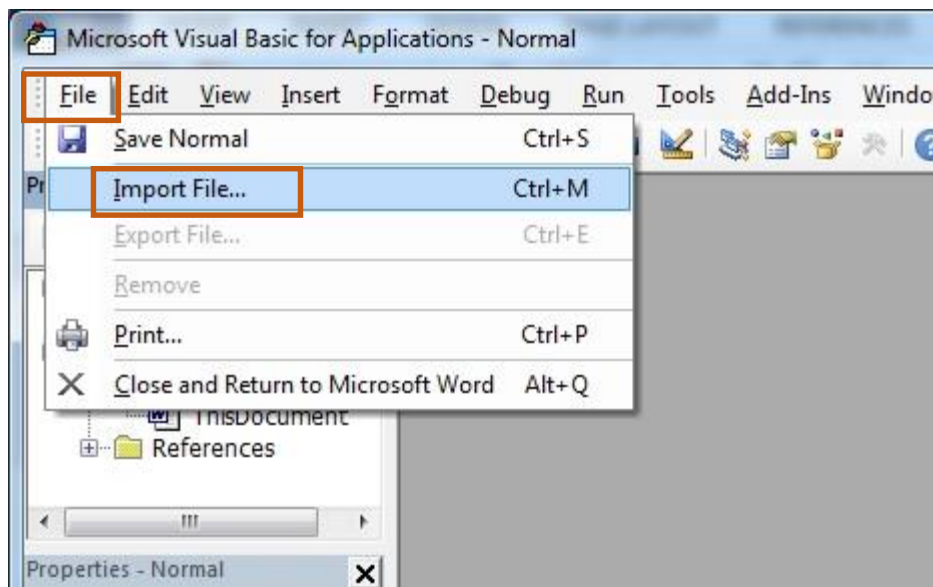 Microsoft Visual Basic for Applications - Normal
File Edit View Insert Format Debug Run Tools Add-Ins Windo
Save Normal Ctrl+S
Pr
Import File... Ctrl+M
Export File... Ctrl+E
Remove
Print... Ctrl+P
Close and Return to Microsoft Word Alt+Q
ThisDocument
References
Properties - Normal